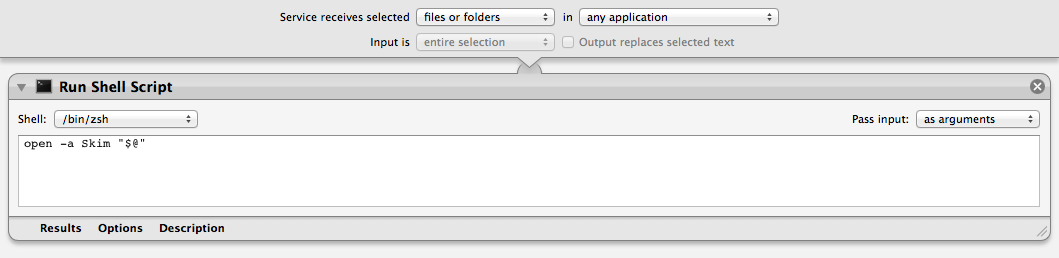 Service receives selected files or folders in any application
Input is entire selection Output replaces selected text
Run Shell Script
Shell: /bin/zsh Pass input: as arguments
open -a Skim "$@"
Results Options Description